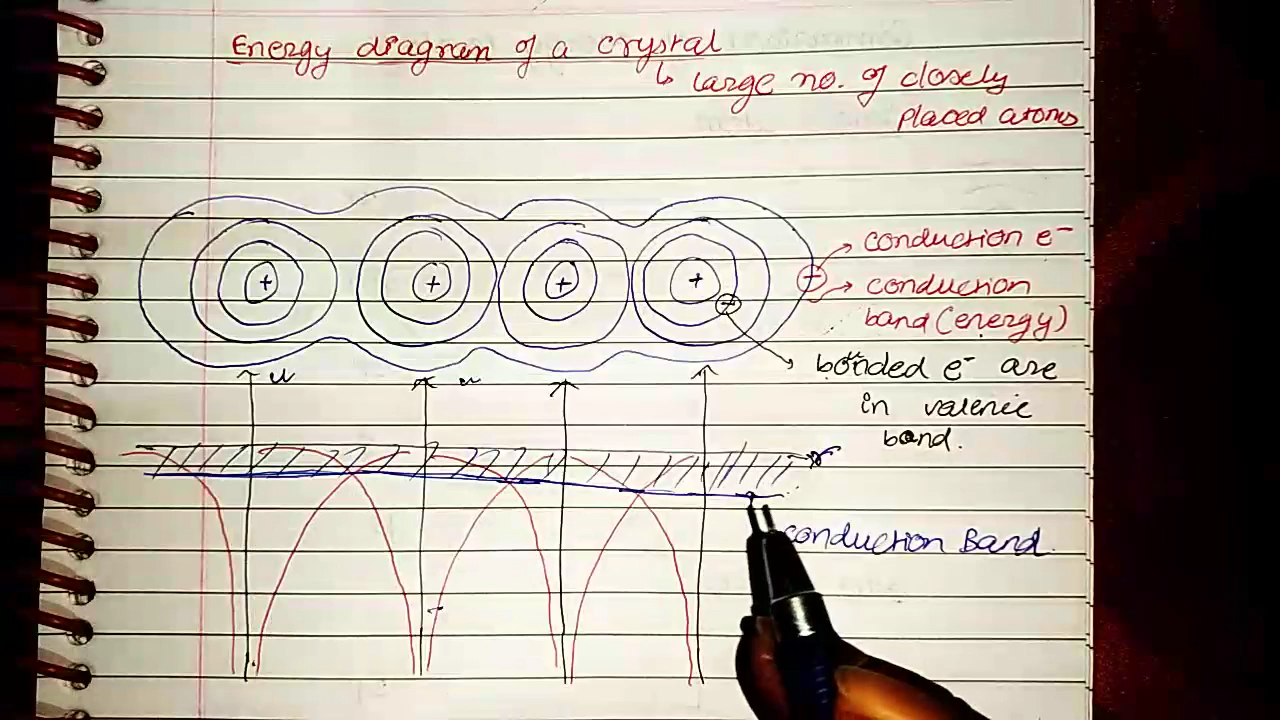 Energy diagram of a crystal
↳ Large no. of closely
placed atoms
+ + + +
→ conduction e⁻
→ conduction
band (energy)
bonded e⁻ are
in valence
band.
u u
x
conduction Band